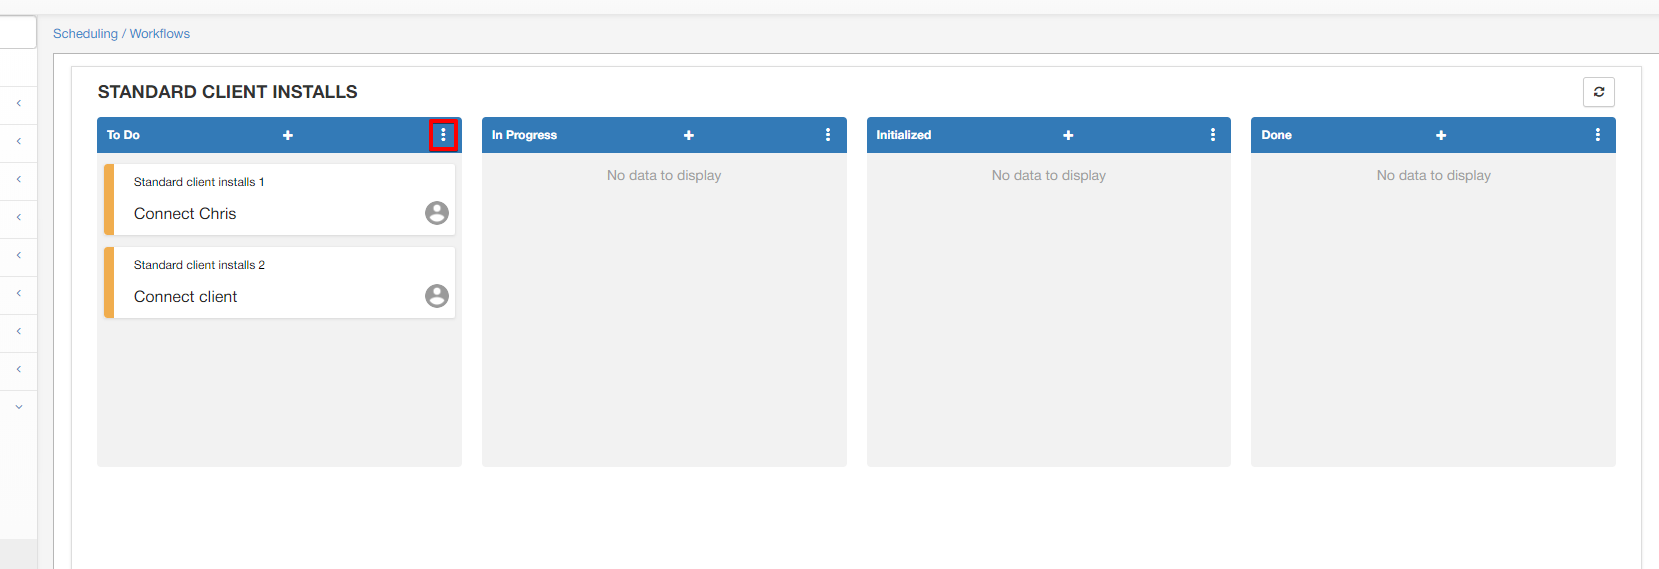 Scheduling / Workflows
STANDARD CLIENT INSTALLS
To Do
Standard client installs 1
Connect Chris
Standard client installs 2
Connect client
In Progress
No data to display
Initialized
No data to display
Done
No data to display